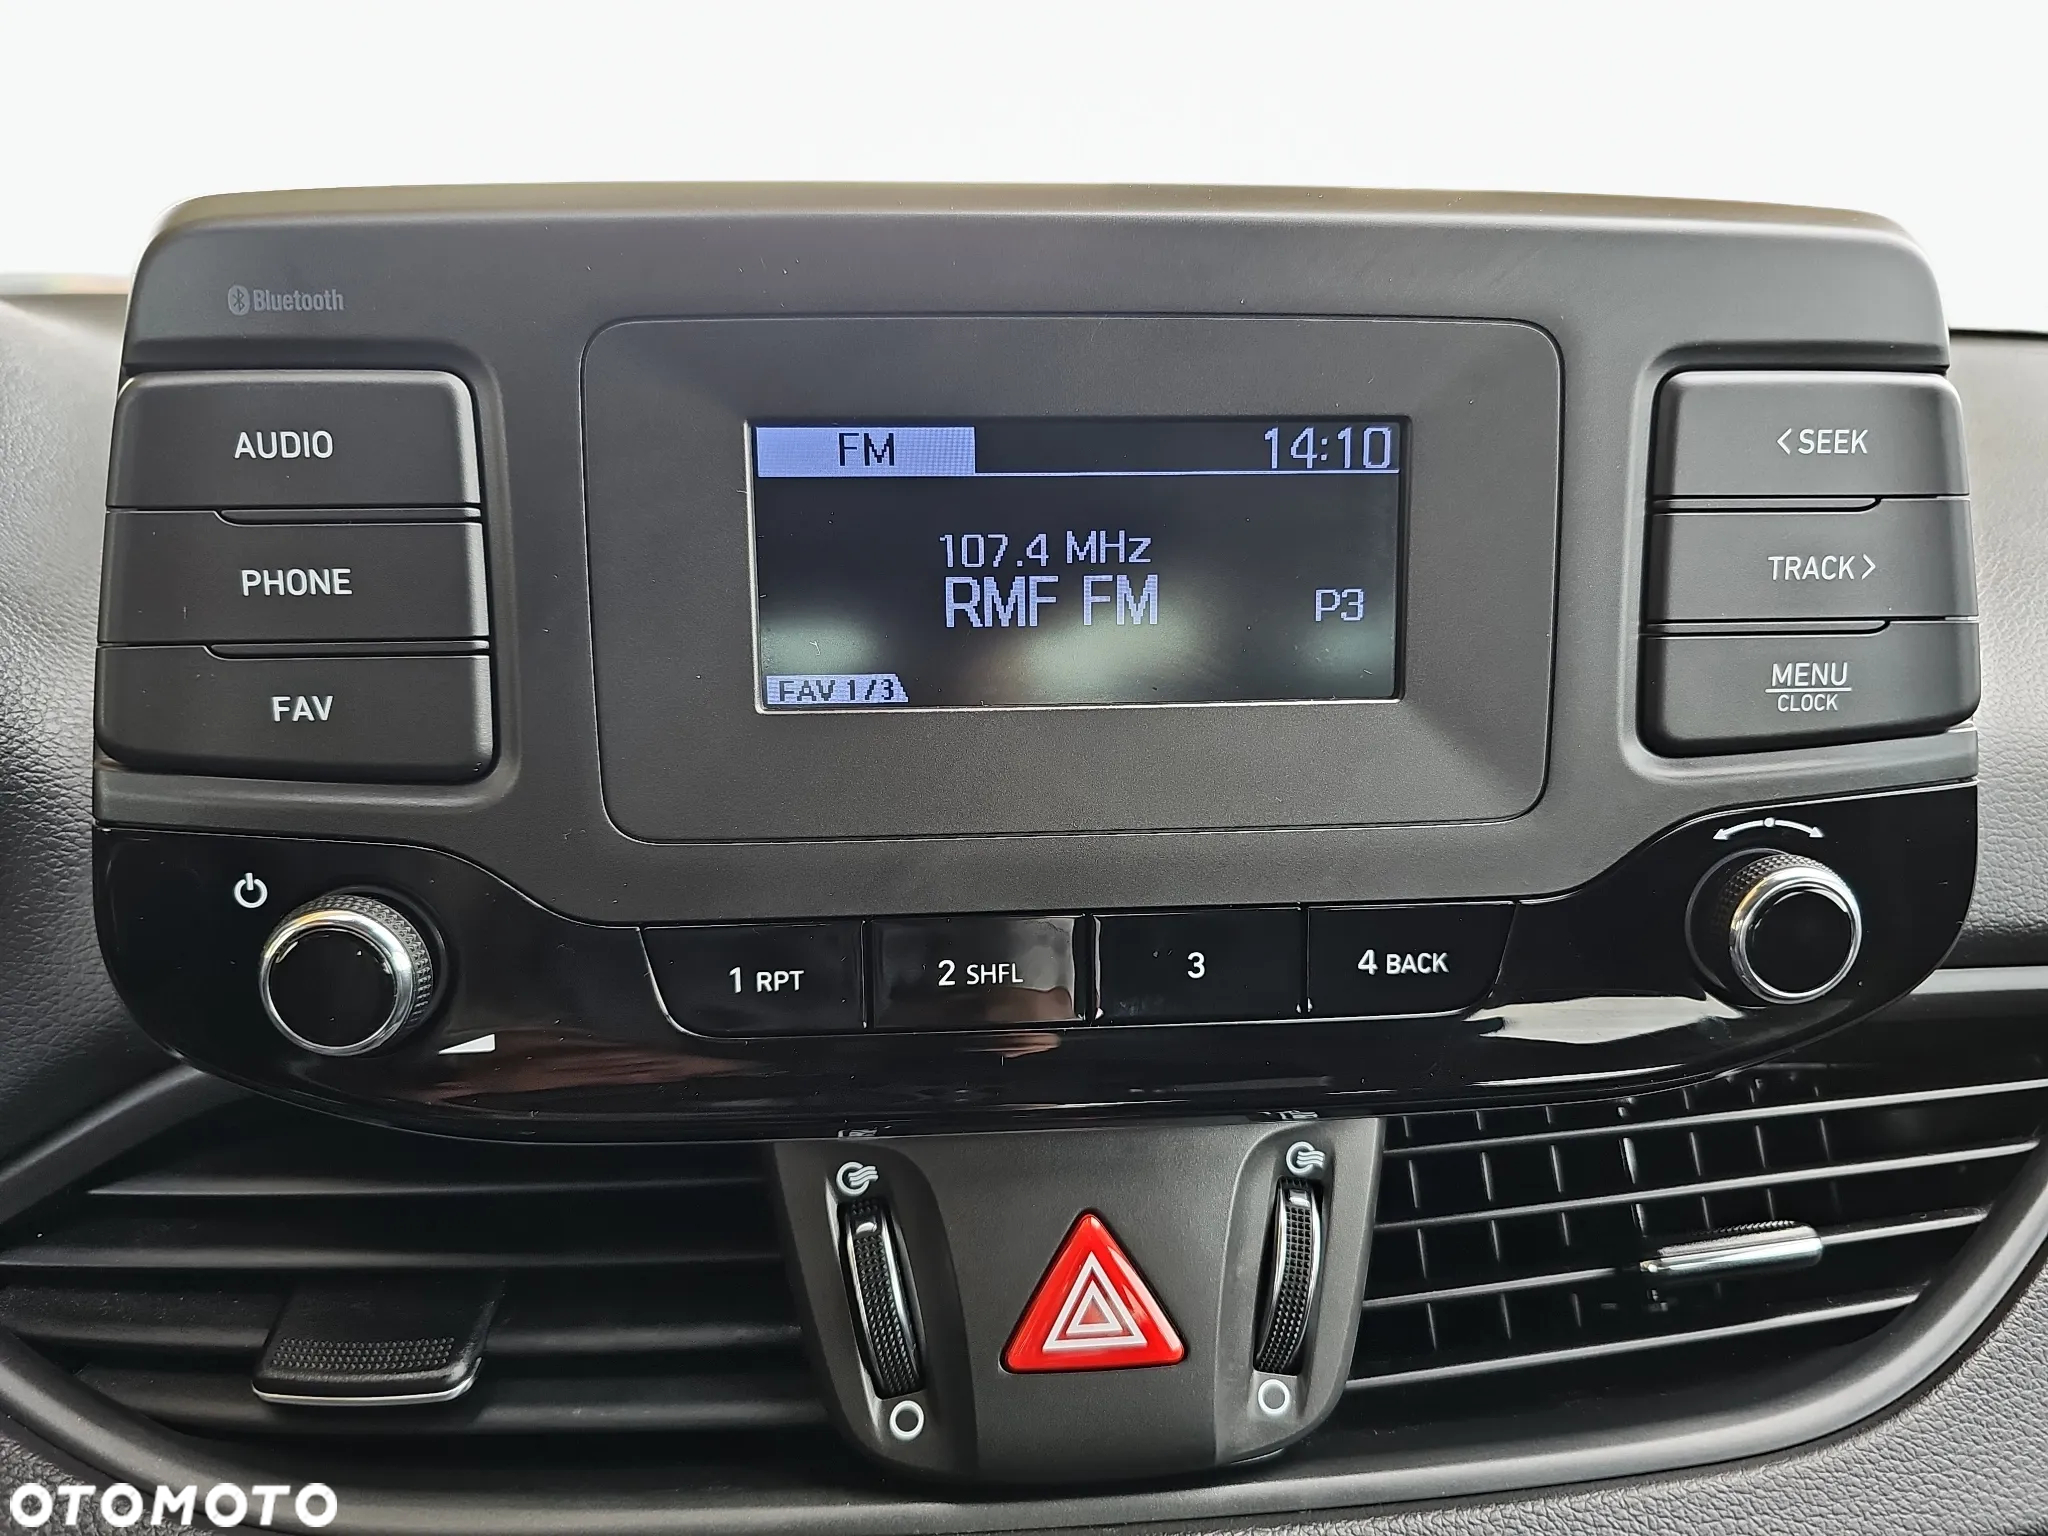 Bluetooth
AUDIO
PHONE
FAV
FM 14:10
107.4 MHz
RMF FM
P3
FAV 1/3
<SEEK
TRACK>
MENU
CLOCK
1 RPT
2 SHFL
3
4 BACK
OTOMOTO